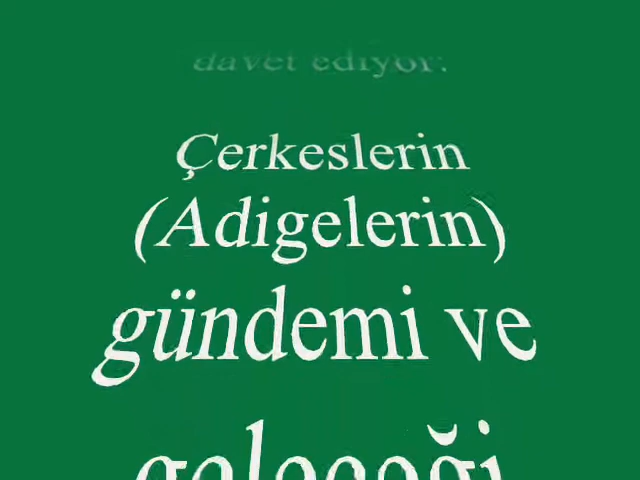 davet ediyor:
Çerkeslerin
(Adigelerin)
gündemi ve
geleceği